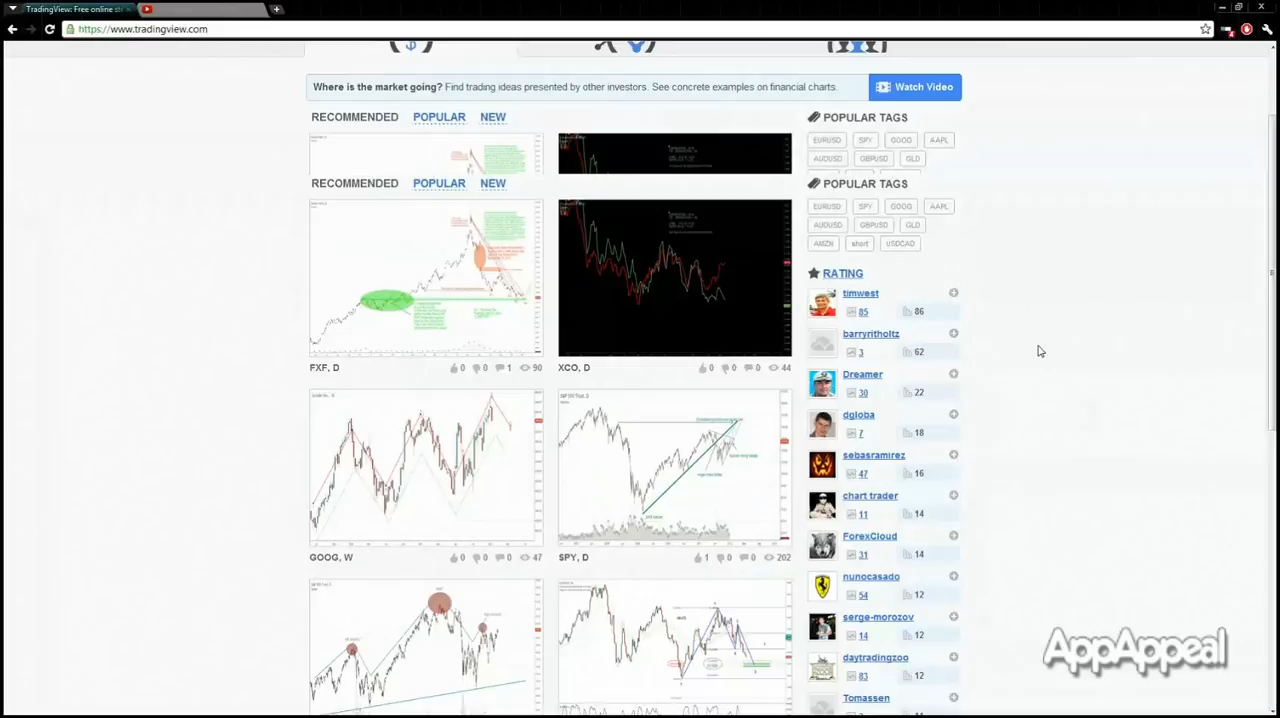 TradingView: Free online st
https://www.tradingview.com
Where is the market going? Find trading ideas presented by other investors. See concrete examples on financial charts.
Watch Video
RECOMMENDED POPULAR NEW
POPULAR TAGS
EURUSD SPY GOOG AAPL
AUDUSD GBPUSD GLD
RECOMMENDED POPULAR NEW
POPULAR TAGS
EURUSD SPY GOOG AAPL
AUDUSD GBPUSD GLD
AMZN short USDCAD
RATING
timwest
85 86
barryritholtz
3 62
FXF, D 0 0 1 90
XCO, D 0 0 0 44
Dreamer
30 22
dgloba
7 18
sebasramirez
47 16
chart trader
11 14
ForexCloud
31 14
GOOG, W 0 0 0 47
SPY, D 1 0 0 202
nunocasado
54 12
serge-morozov
14 12
daytradingzoo
83 12
Tomassen
AppAppeal